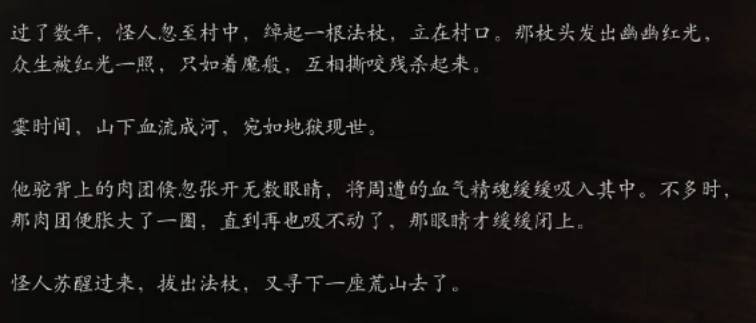 过了数年，怪人忽至村中，绰起一根法杖，立在村口。那杖头发出幽幽红光，
众生被红光一照，只如着魔般，互相撕咬残杀起来。
霎时间，山下血流成河，宛如地狱现世。
他驼背上的肉团倏忽张开无数眼睛，将周遭的血气精魂缓缓吸入其中。不多时，
那肉团便胀大了一圈，直到再也吸不动了，那眼睛才缓缓闭上。
怪人苏醒过来，拔出法杖，又寻下一座荒山去了。